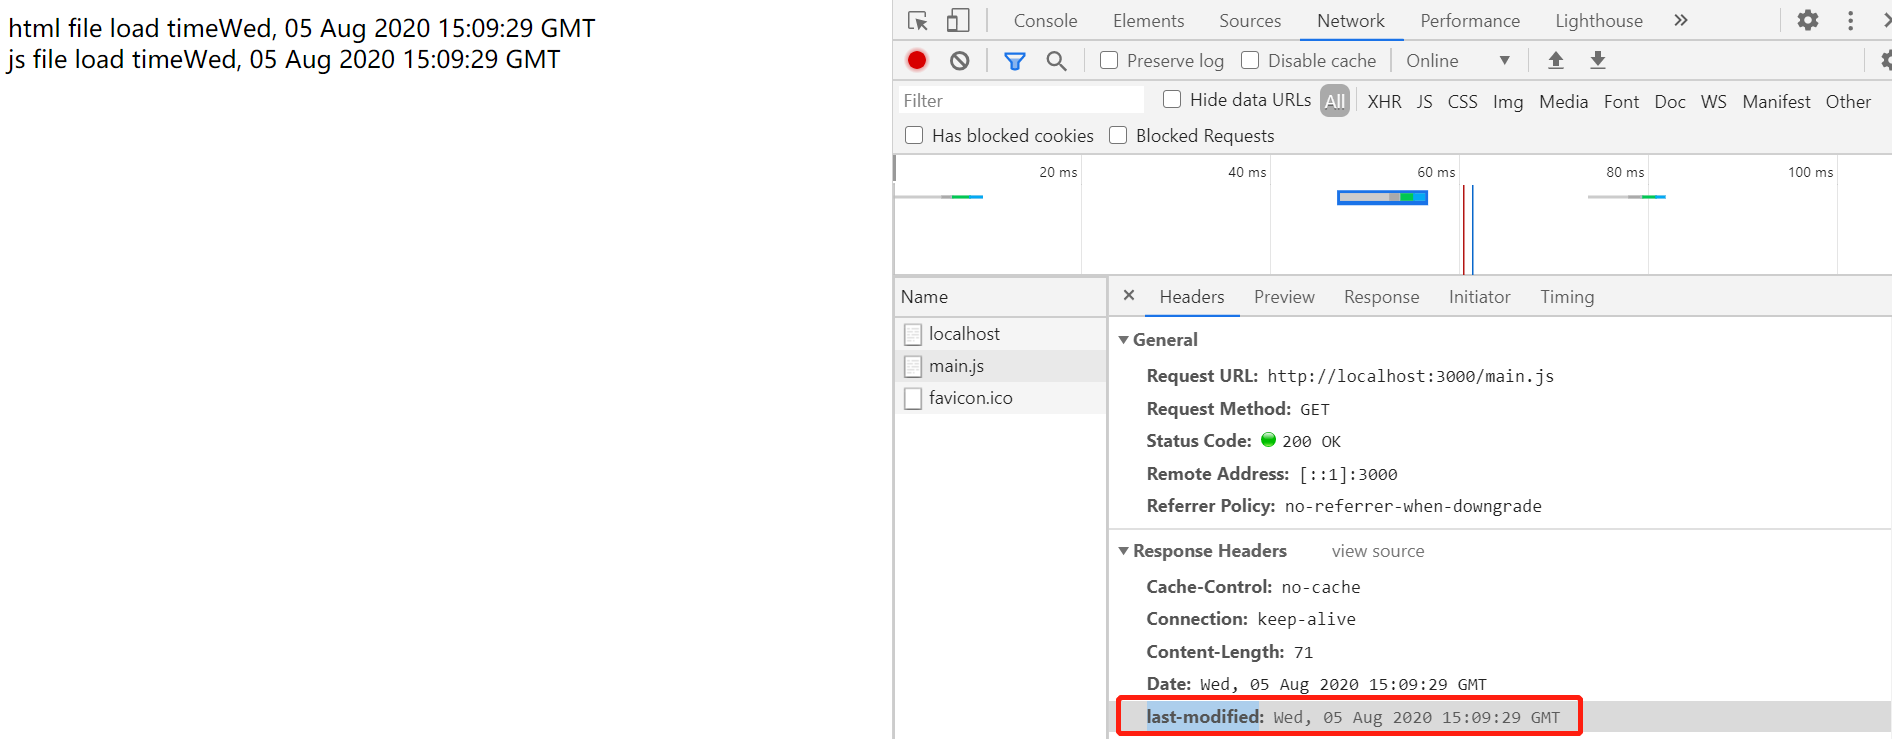 html file load timeWed, 05 Aug 2020 15:09:29 GMT
js file load timeWed, 05 Aug 2020 15:09:29 GMT
Console Elements Sources Network Performance Lighthouse »
Preserve log Disable cache Online
Filter Hide data URLs All XHR JS CSS Img Media Font Doc WS Manifest Other
Has blocked cookies Blocked Requests
20 ms 40 ms 60 ms 80 ms 100 ms
Name
localhost
main.js
favicon.ico
× Headers Preview Response Initiator Timing
General
Request URL: http://localhost:3000/main.js
Request Method: GET
Status Code: 200 OK
Remote Address: [::1]:3000
Referrer Policy: no-referrer-when-downgrade
Response Headers view source
Cache-Control: no-cache
Connection: keep-alive
Content-Length: 71
Date: Wed, 05 Aug 2020 15:09:29 GMT
last-modified: Wed, 05 Aug 2020 15:09:29 GMT